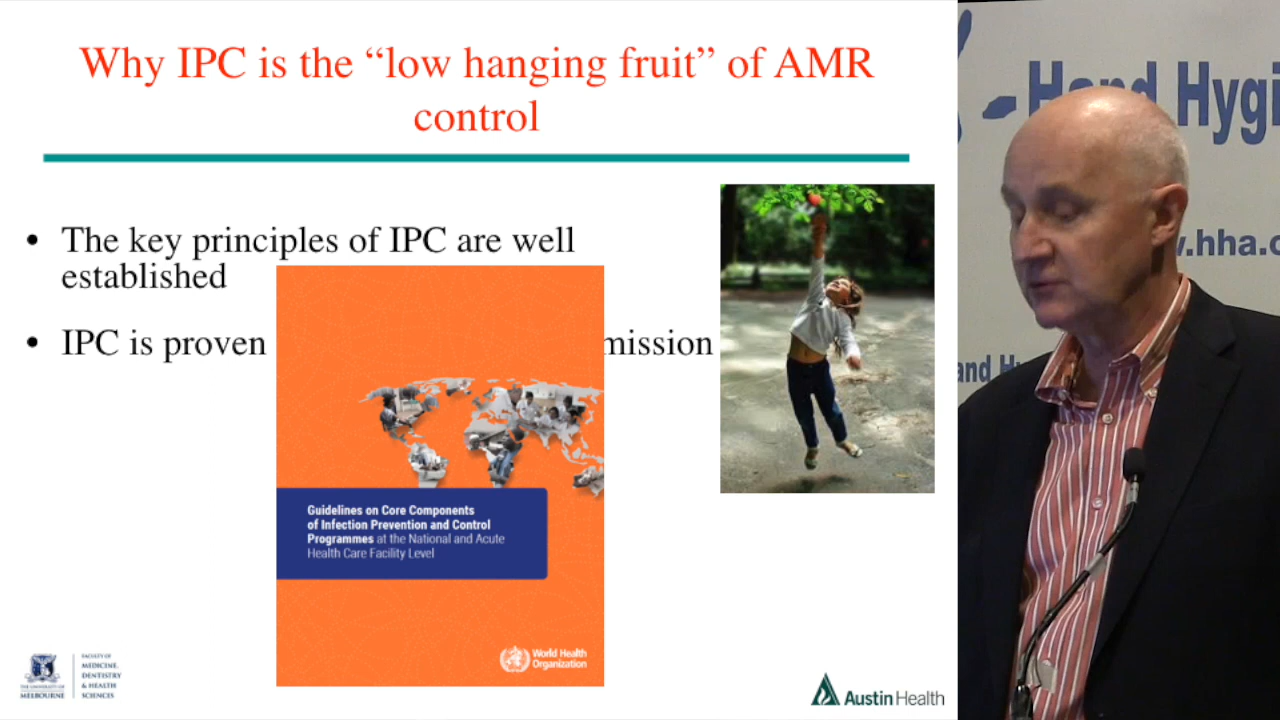 Why IPC is the “low hanging fruit” of AMR
control
• The key principles of IPC are well
established
• IPC is proven
mission
Guidelines on Core Components
of Infection Prevention and Control
Programmes at the National and Acute
Health Care Facility Level
World Health
Organization
THE UNIVERSITY OF
MELBOURNE
FACULTY OF
MEDICINE,
DENTISTRY
& HEALTH
SCIENCES
Austin Health
- Hand Hygi
w.hha.o
and H